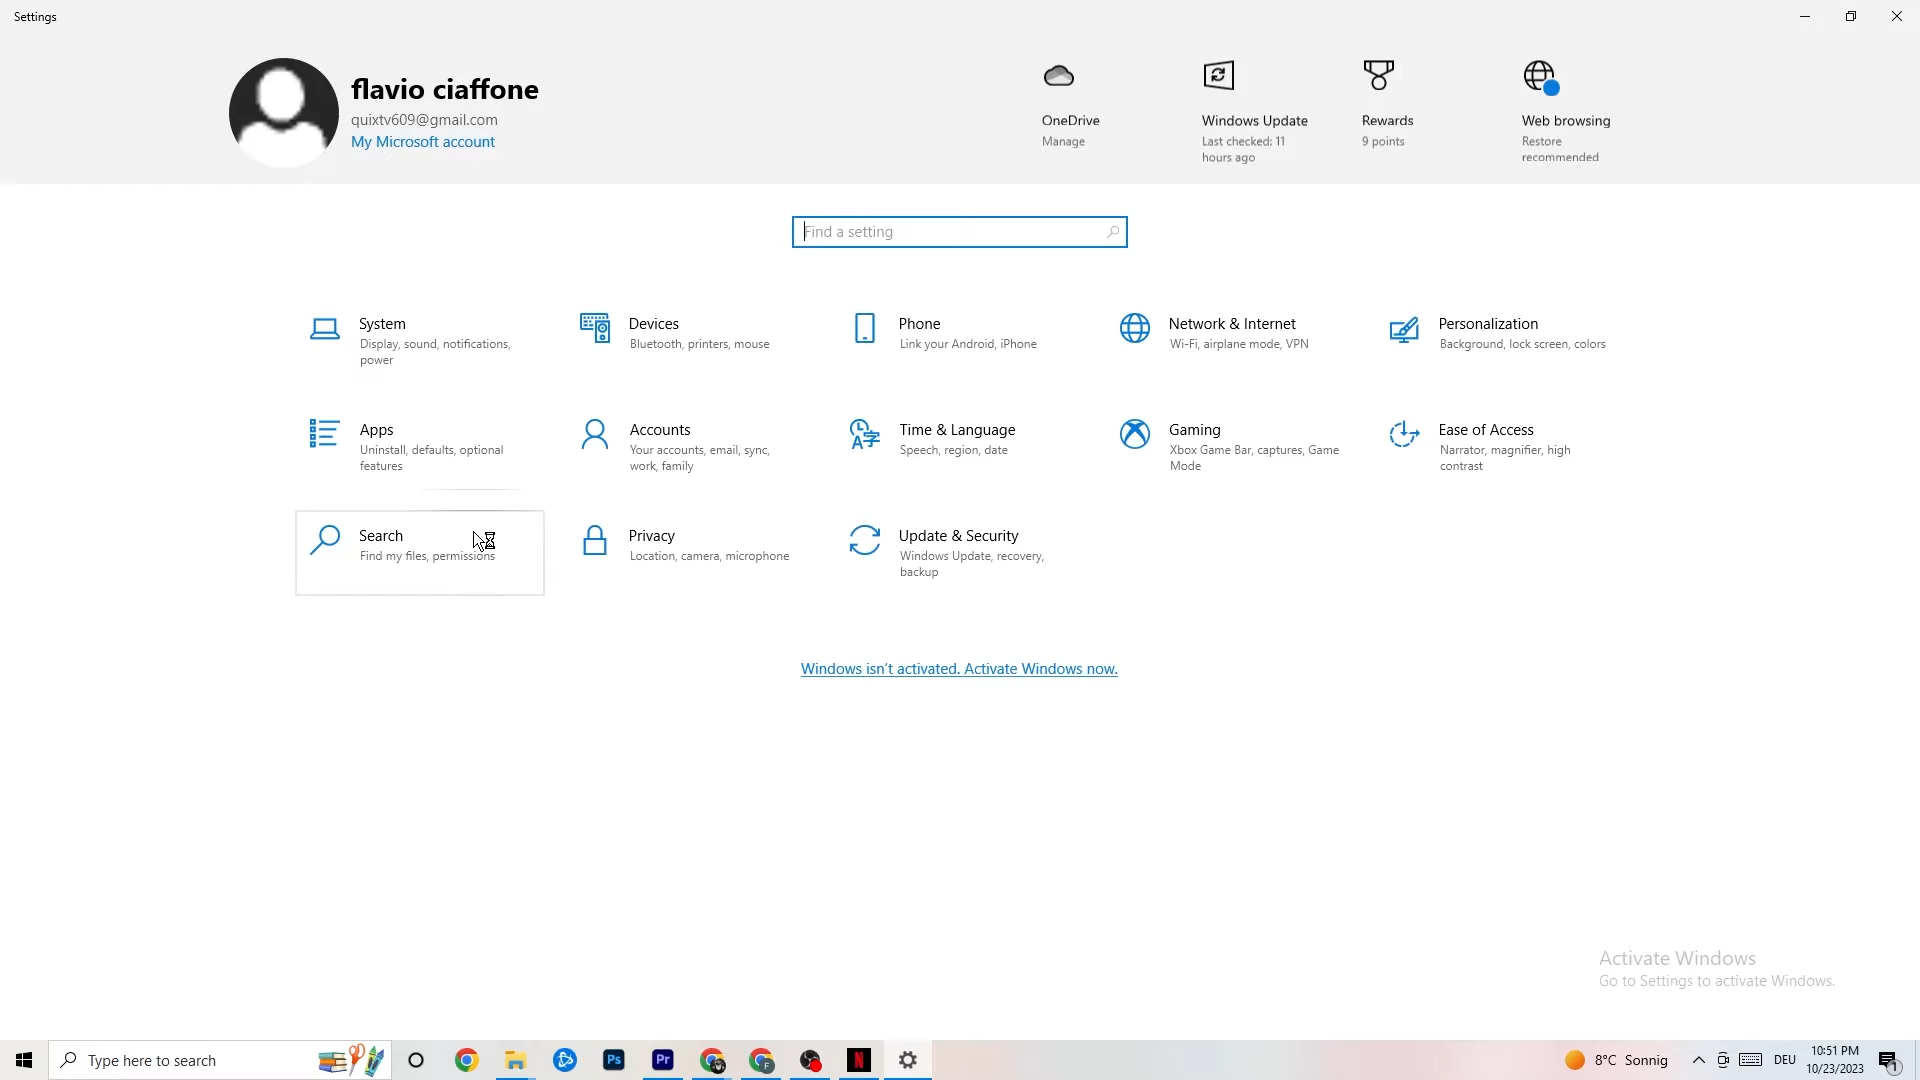 Settings
flavio ciaffone
quixtv609@gmail.com
My Microsoft account
OneDrive
Manage
Windows Update
Last checked: 11
hours ago
Rewards
9 points
Web browsing
Restore
recommended
Find a setting
System
Display, sound, notifications,
power
Devices
Bluetooth, printers, mouse
Phone
Link your Android, iPhone
Network & Internet
Wi-Fi, airplane mode, VPN
Personalization
Background, lock screen, colors
Apps
Uninstall, defaults, optional
features
Accounts
Your accounts, email, sync,
work, family
Time & Language
Speech, region, date
Gaming
Xbox Game Bar, captures, Game
Mode
Ease of Access
Narrator, magnifier, high
contrast
Search
Find my files, permissions
Privacy
Location, camera, microphone
Update & Security
Windows Update, recovery,
backup
Windows isn't activated. Activate Windows now.
Activate Windows
Go to Settings to activate Windows.
Type here to search
Ps
Pr
F
N
8°C Sonnig
DEU
10:51 PM
10/23/2023
1